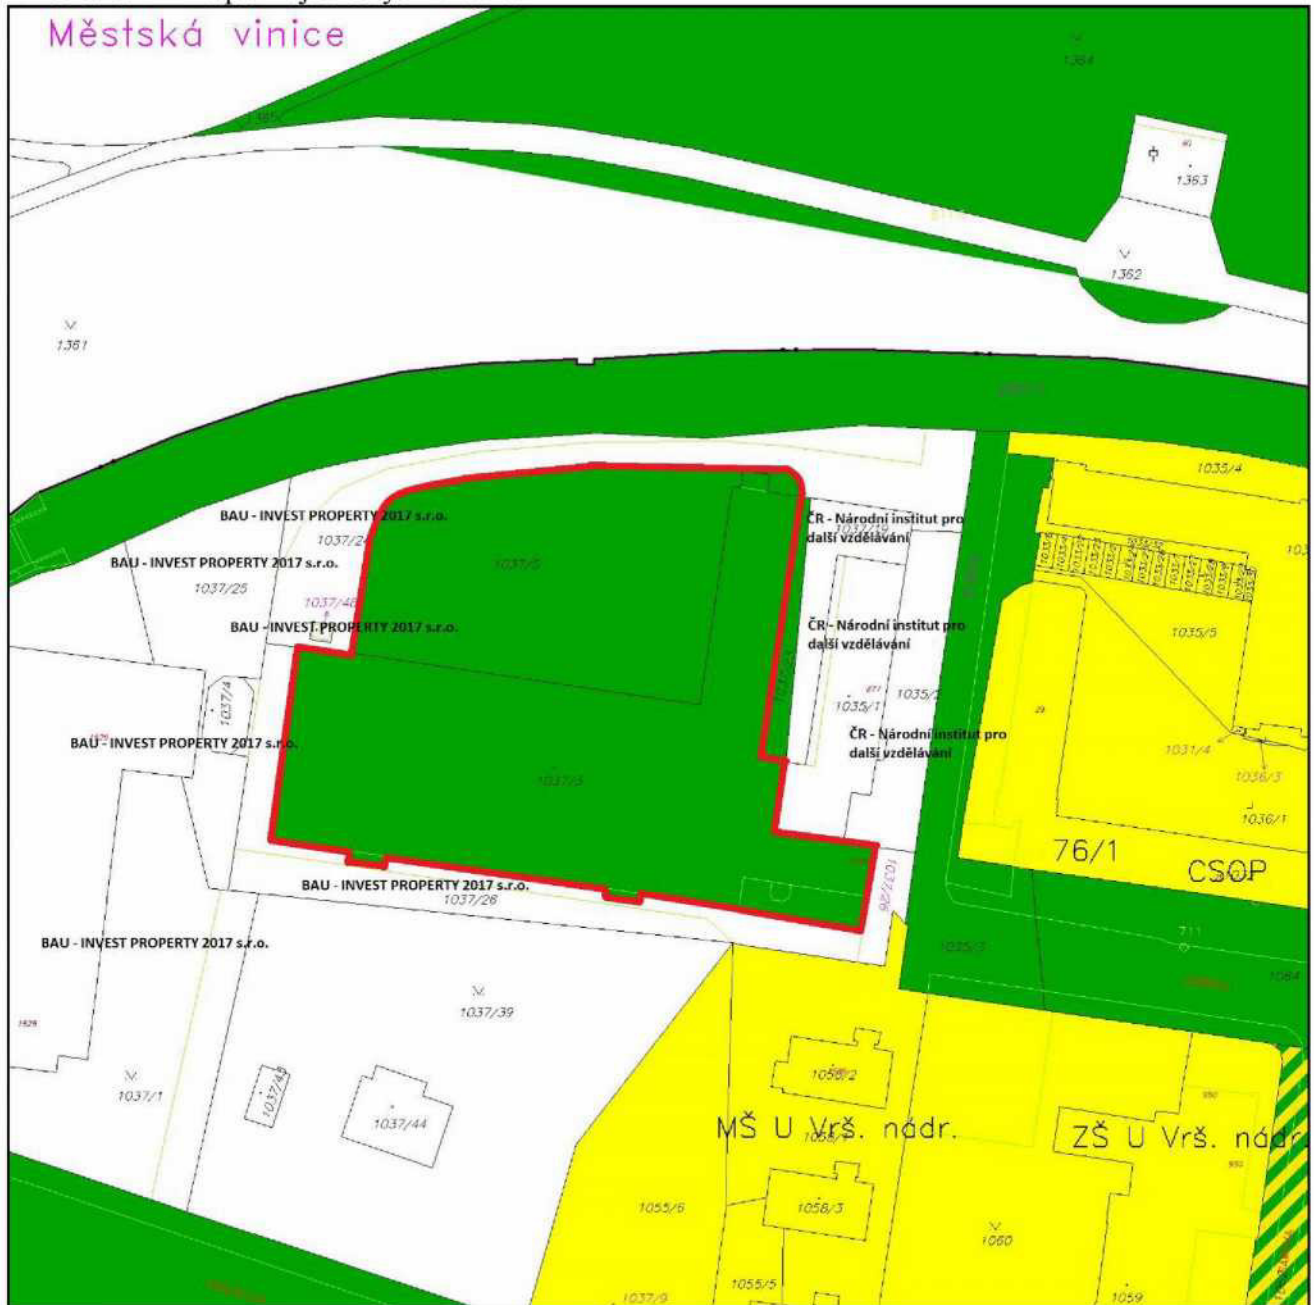 Městská vinice
1364
1365
1363
1362
1361
1035/4
BAU - INVEST PROPERTY 2017 s.r.o.
ČR - Národní institut pro
další vzdělávání
1037/19
1037/5
BAU - INVEST PROPERTY 2017 s.r.o.
1037/25
1037/48
BAU - INVEST PROPERTY 2017 s.r.o.
ČR - Národní institut pro
další vzdělávání
1035/5
1037/4
877
1035/1
BAU - INVEST PROPERTY 2017 s.r.o.
ČR - Národní institut pro
další vzdělávání
29
1031/4
1036/3
1037/3
1036/1
76/1
CSOP
BAU - INVEST PROPERTY 2017 s.r.o.
1037/26
1037/26
BAU - INVEST PROPERTY 2017 s.r.o.
711
1035/3
1084
1037/39
1037/1
1037/44
1058/2
MŠ U Vrš. nádr.
ZŠ U Vrš. nádr.
1055/6
1058/3
1060
1055/5
1037/9
1059